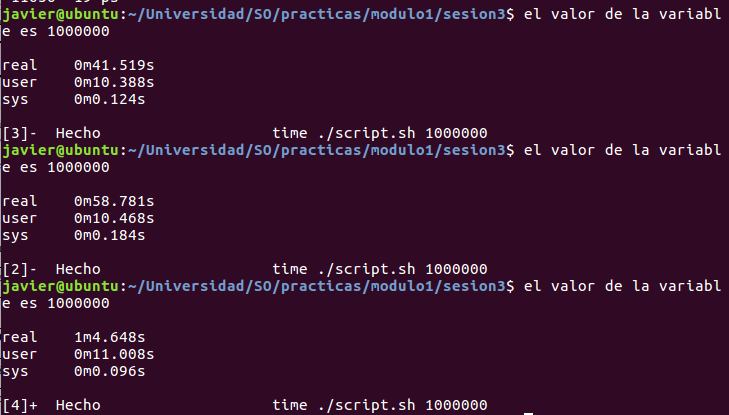 javier@ubuntu:~/Universidad/SO/practicas/modulo1/sesion3$ el valor de la variabl
e es 1000000
real    0m41.519s
user    0m10.388s
sys     0m0.124s
[3]-  Hecho                   time ./script.sh 1000000
javier@ubuntu:~/Universidad/SO/practicas/modulo1/sesion3$ el valor de la variabl
e es 1000000
real    0m58.781s
user    0m10.468s
sys     0m0.184s
[2]-  Hecho                   time ./script.sh 1000000
javier@ubuntu:~/Universidad/SO/practicas/modulo1/sesion3$ el valor de la variabl
e es 1000000
real    1m4.648s
user    0m11.008s
sys     0m0.096s
[4]+  Hecho                   time ./script.sh 1000000